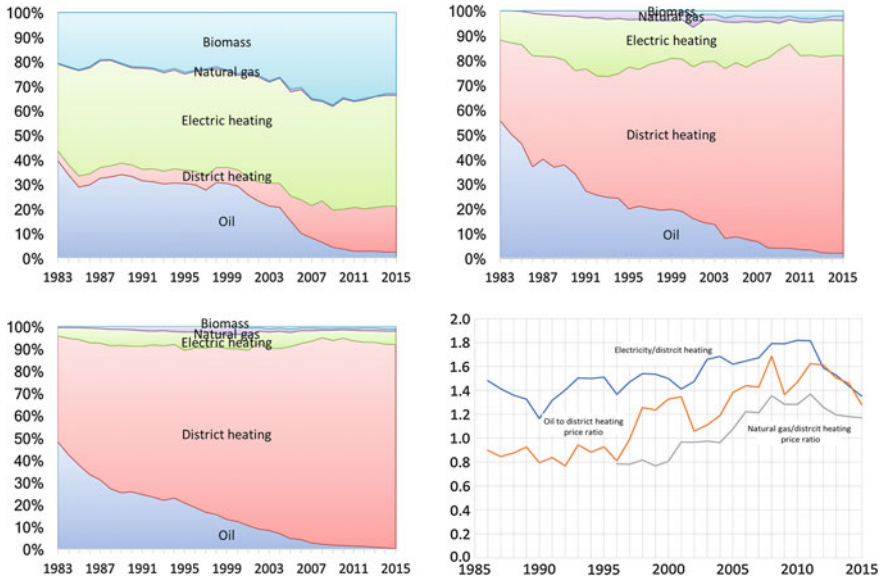 100%
90%
80%
70%
60%
50%
40%
30%
20%
10%
0%
Biomass
Natural gas
Electric heating
District heating
Oil
1983 1987 1991 1995 1999 2003 2007 2011 2015
100%
90%
80%
70%
60%
50%
40%
30%
20%
10%
0%
Biomass
Natural gas
Electric heating
District heating
Oil
1983 1987 1991 1995 1999 2003 2007 2011 2015
100%
90%
80%
70%
60%
50%
40%
30%
20%
10%
0%
Biomass
Natural gas
Electric heating
District heating
Oil
1983 1987 1991 1995 1999 2003 2007 2011 2015
2.0
1.8
1.6
1.4
1.2
1.0
0.8
0.6
0.4
0.2
0.0
Electricity/distrcit heating
Oil to district heating
price ratio
Natural gas/distrcit heating
price ratio
1985 1990 1995 2000 2005 2010 2015